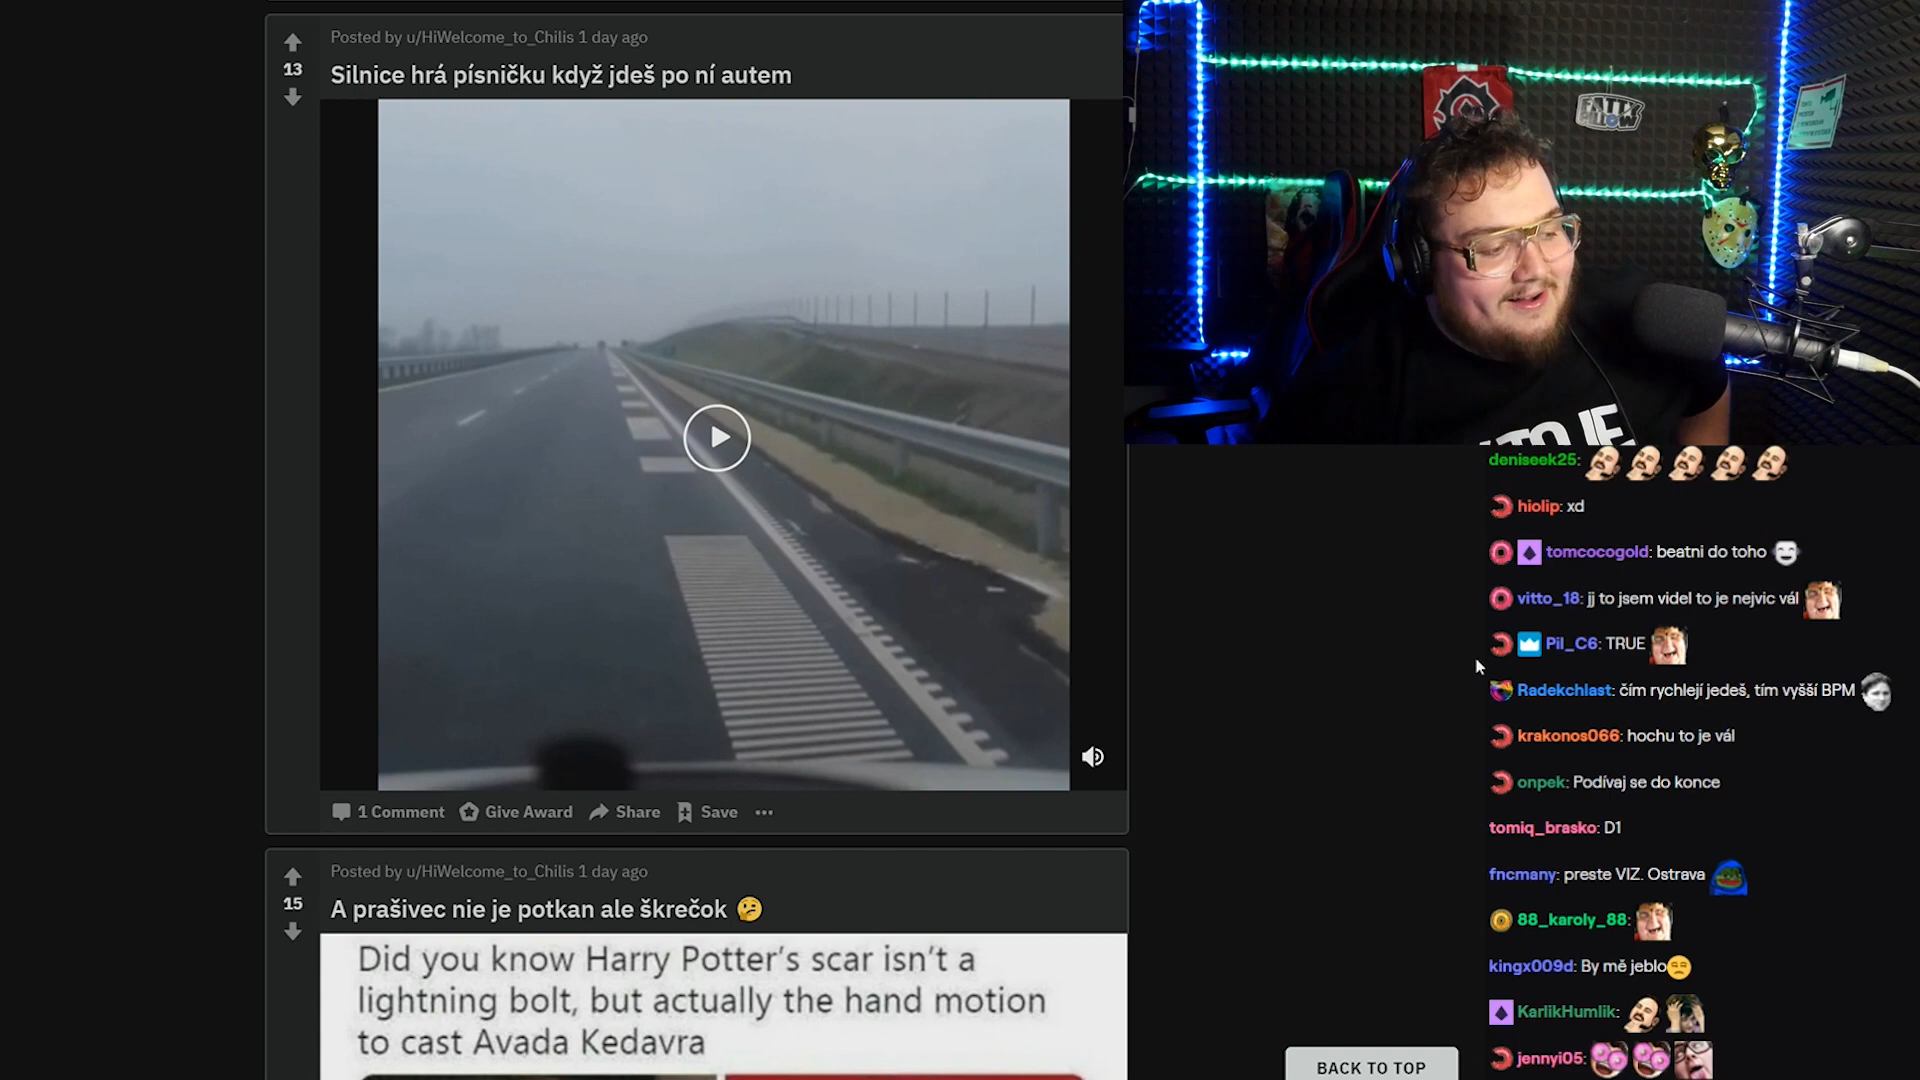 Posted by u/HiWelcome_to_Chilis 1 day ago
13
Silnice hrá písničku když jdeš po ní autem
1 Comment
Give Award
Share
Save
Posted by u/HiWelcome_to_Chilis 1 day ago
15
A prašivec nie je potkan ale škrečok
Did you know Harry Potter's scar isn't a
lightning bolt, but actually the hand motion
to cast Avada Kedavra
BACK TO TOP
FATTY
PILLOW
TO JE
deniseek25:
hiolip: xd
tomcocogold: beatni do toho
vitto_18: jj to jsem videl to je nejvic vál
Pil_C6: TRUE
Radekchlast: čím rychlejí jedeš, tím vyšší BPM
krakonos066: hochu to je vál
onpek: Podívaj se do konce
tomiq_brasko: D1
fncmany: preste VIZ. Ostrava
88_karoly_88:
kingx009d: By mě jeblo
KarlikHumlik:
jennyi05: